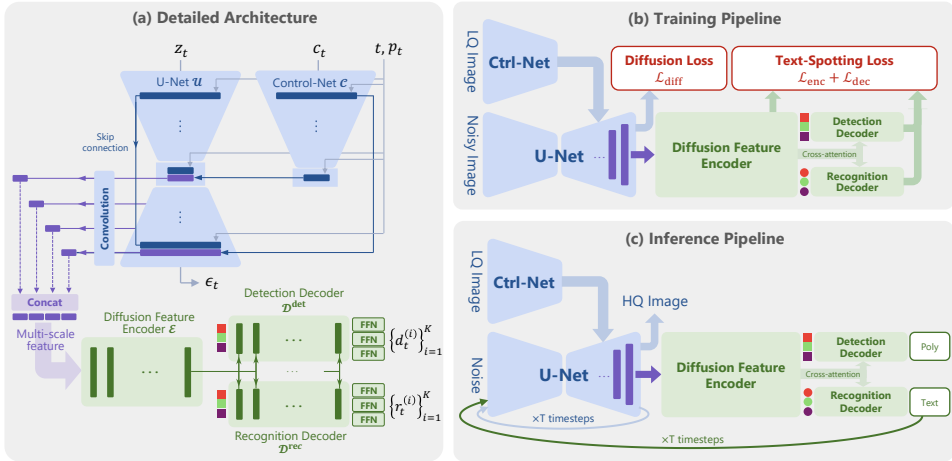 (a) Detailed Architecture
z_t
c_t
t, p_t
U-Net 𝒰
Control-Net 𝒞
⋮
⋮
Skip
connection
Convolution
⋮
ϵ_t
Concat
Multi-scale
feature
Diffusion Feature
Encoder ℰ
...
Detection Decoder
𝒟^det
...
FFN
FFN
FFN
{d_t^(i)}_{i=1}^K
...
...
FFN
FFN
FFN
{r_t^(i)}_{i=1}^K
Recognition Decoder
𝒟^rec
(b) Training Pipeline
LQ Image
Ctrl-Net
Diffusion Loss
ℒ_diff
Text-Spotting Loss
ℒ_enc + ℒ_dec
Noisy Image
U-Net
...
Diffusion Feature
Encoder
Detection
Decoder
Cross-attention
Recognition
Decoder
(c) Inference Pipeline
LQ Image
Ctrl-Net
HQ Image
Noise
U-Net
...
Diffusion Feature
Encoder
Detection
Decoder
Poly
Cross-attention
Recognition
Decoder
Text
×T timesteps
×T timesteps